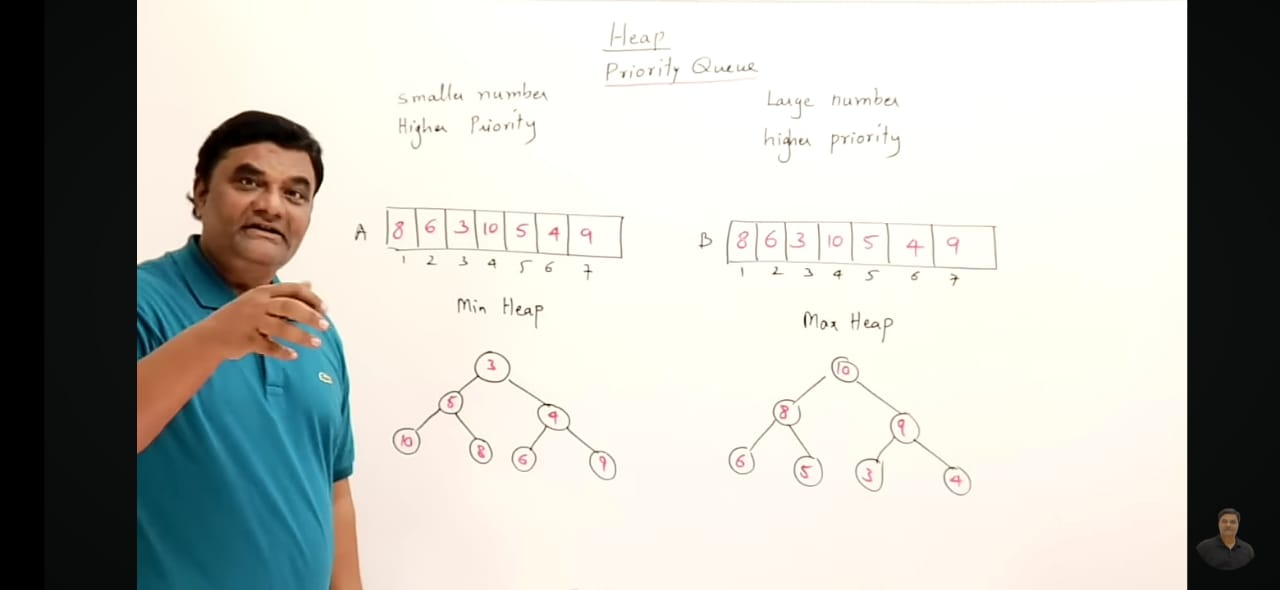 Heap
Priority Queue
Smaller number
Higher Priority
Large number
higher priority
A 8 6 3 10 5 4 9
1 2 3 4 5 6 7
B 8 6 3 10 5 4 9
1 2 3 4 5 6 7
Min Heap
Max Heap
3
5 4
10 8 6 9
10
8 9
6 5 3 4